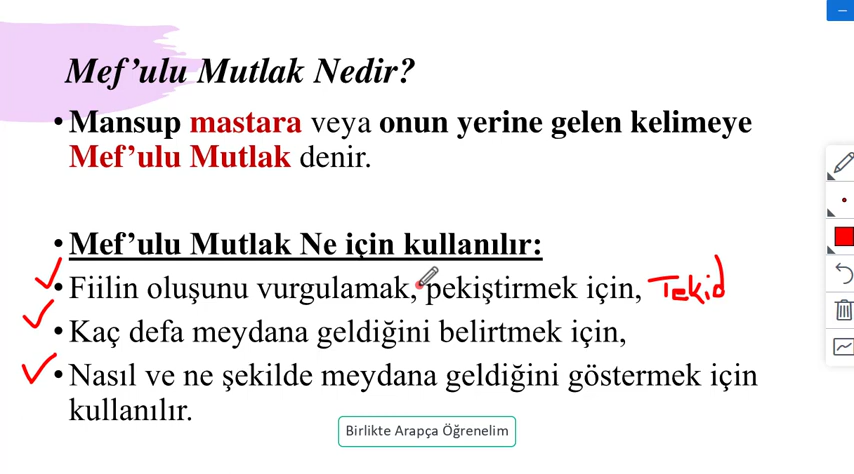 Mef’ulu Mutlak Nedir?
•Mansup mastara veya onun yerine gelen kelimeye
Mef’ulu Mutlak denir.
•Mef’ulu Mutlak Ne için kullanılır:
•Fiilin oluşunu vurgulamak, pekiştirmek için, Tekid
•Kaç defa meydana geldiğini belirtmek için,
•Nasıl ve ne şekilde meydana geldiğini göstermek için
kullanılır.
Birlikte Arapça Öğrenelim